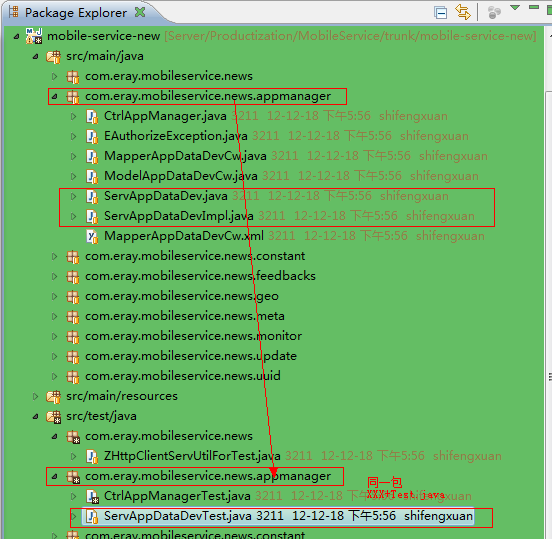 Package Explorer
mobile-service-new [Server/Productization/MobileService/trunk/mobile-service-new]
src/main/java
com.eray.mobileservice.news
com.eray.mobileservice.news.appmanager
CtrlAppManager.java 3211 12-12-18 下午5:56 shifengxuan
EAuthorizeException.java 3211 12-12-18 下午5:56 shifengxuan
MapperAppDataDevCw.java 3211 12-12-18 下午5:56 shifengxuan
ModelAppDataDevCw.java 3211 12-12-18 下午5:56 shifengxuan
ServAppDataDev.java 3211 12-12-18 下午5:56 shifengxuan
ServAppDataDevImpl.java 3211 12-12-18 下午5:56 shifengxuan
MapperAppDataDevCw.xml 3211 12-12-18 下午5:56 shifengxuan
com.eray.mobileservice.news.constant
com.eray.mobileservice.news.feedbacks
com.eray.mobileservice.news.geo
com.eray.mobileservice.news.meta
com.eray.mobileservice.news.monitor
com.eray.mobileservice.news.update
com.eray.mobileservice.news.uuid
src/main/resources
src/test/java
com.eray.mobileservice.news
ZHttpClientServUtilForTest.java 3211 12-12-18 下午5:56 shifengxuan
com.eray.mobileservice.news.appmanager
同一包
CtrlAppManagerTest.java 3211 12-12-18 下午5:56 shifengxuan
XXX+Test.java
ServAppDataDevTest.java 3211 12-12-18 下午5:56 shifengxuan
com.eray.mobileservice.news.constant